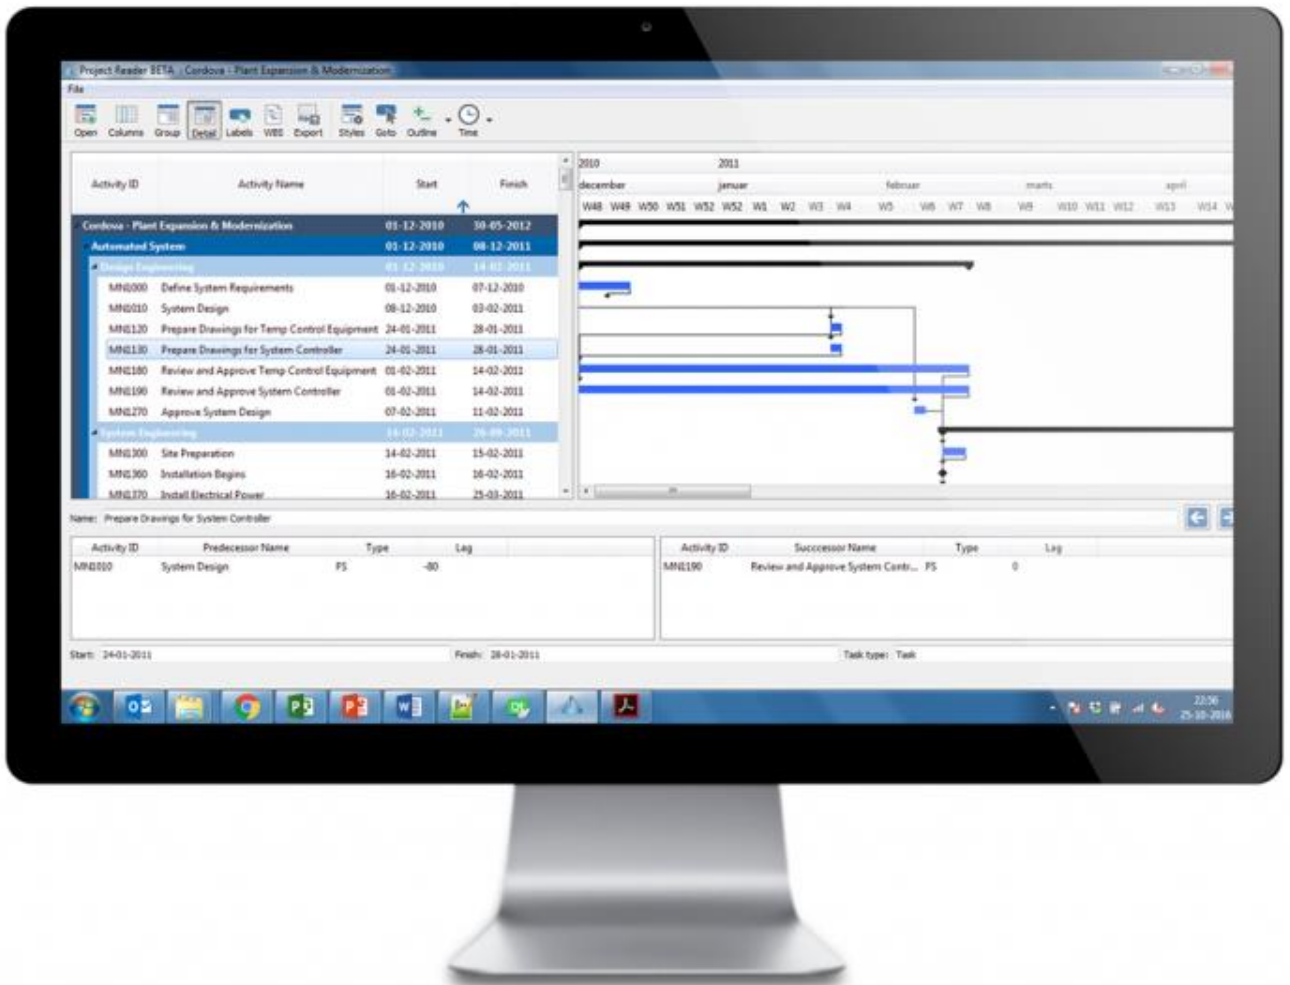 Project Reader BETA - Cordova - Plant Expansion & Modernization
File
Open Columns Group Detail Labels WBS Export Styles Goto Outline Time
Activity ID Activity Name Start Finish
2010 2011
december januar februar marts april
W48 W49 W50 W51 W52 W52 W1 W2 W3 W4 W5 W6 W7 W8 W9 W10 W11 W12 W13 W14
Cordova - Plant Expansion & Modernization 01-12-2010 30-05-2012
Automated System 01-12-2010 08-12-2011
Design Engineering 01-12-2010 14-02-2011
MN1000 Define System Requirements 01-12-2010 07-12-2010
MN1010 System Design 08-12-2010 03-02-2011
MN1120 Prepare Drawings for Temp Control Equipment 24-01-2011 28-01-2011
MN1130 Prepare Drawings for System Controller 24-01-2011 28-01-2011
MN1180 Review and Approve Temp Control Equipment 01-02-2011 14-02-2011
MN1190 Review and Approve System Controller 01-02-2011 14-02-2011
MN1270 Approve System Design 07-02-2011 11-02-2011
System Engineering 14-02-2011
MN1300 Site Preparation 14-02-2011 15-02-2011
MN1360 Installation Begins 16-02-2011 16-02-2011
MN1370 Install Electrical Power 16-02-2011 25-03-2011
Name: Prepare Drawings for System Controller
Activity ID Predecessor Name Type Lag
MN1010 System Design FS -80
Activity ID Succcessor Name Type Lag
MN1190 Review and Approve System Contr... FS 0
Start: 24-01-2011 Finish: 28-01-2011 Task type: Task
22:56
25-10-2016